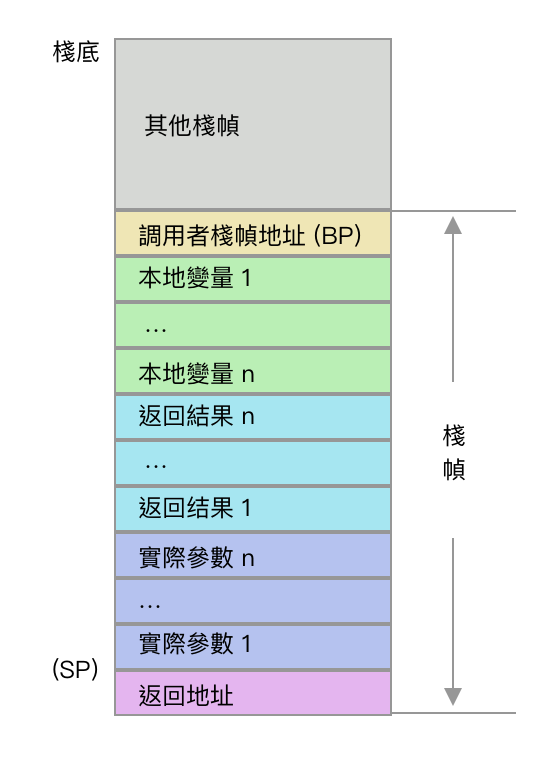 棧底
其他棧幀
調用者棧幀地址 (BP)
本地變量 1
...
本地變量 n
返回結果 n
...
返回结果 1
實際參數 n
...
實際參數 1
返回地址
(SP)
棧
幀